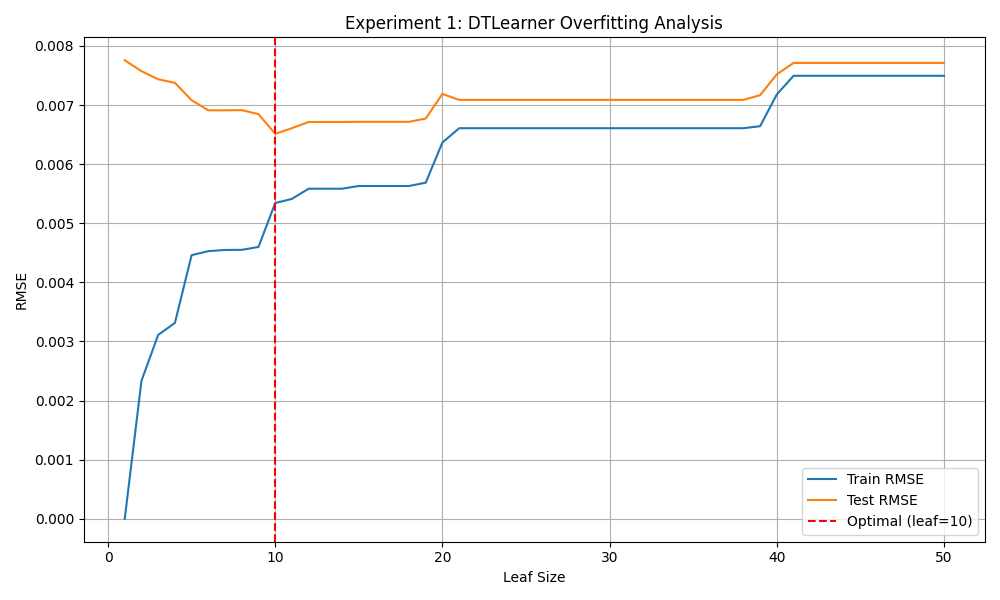 Experiment 1: DTLearner Overfitting Analysis
0.008
0.007
0.006
0.005
0.004
0.003
0.002
0.001
0.000
RMSE
0 10 20 30 40 50
Leaf Size
Train RMSE
Test RMSE
Optimal (leaf=10)